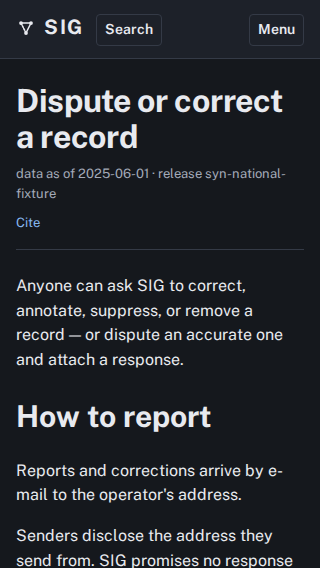 SIG
Search
Menu
Dispute or correct
a record
data as of 2025-06-01 · release syn-national-
fixture
Cite
Anyone can ask SIG to correct,
annotate, suppress, or remove a
record — or dispute an accurate one
and attach a response.
How to report
Reports and corrections arrive by e-
mail to the operator's address.
Senders disclose the address they
send from. SIG promises no response